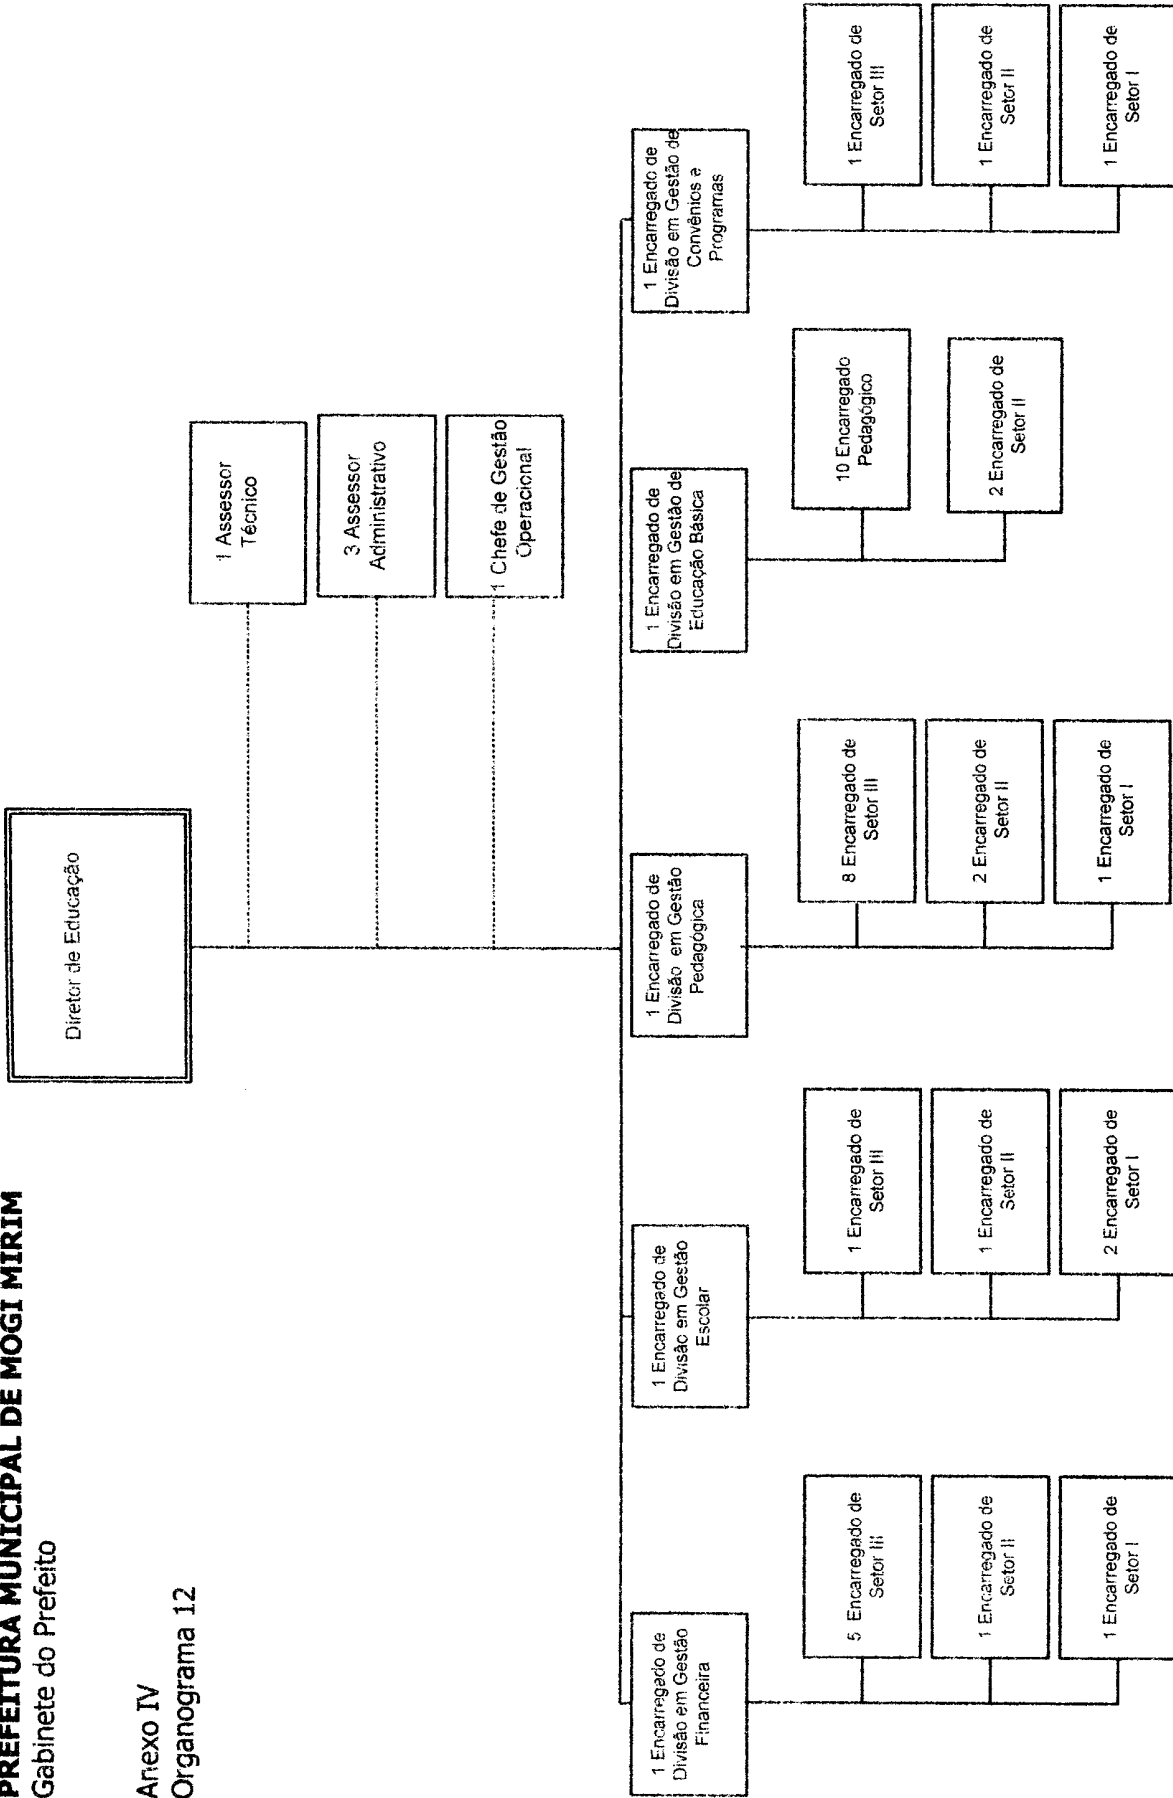 PREFEITURA MUNICIPAL DE MOGI MIRIM
Gabinete do Prefeito
Anexo IV
Organograma 12
Diretor de Educação
1 Assessor
Técnico
3 Assessor
Administrativo
1 Chefe de Gestão
Operacional
1 Encarregado de
Divisão em Gestão
Financeira
1 Encarregado de
Divisão em Gestão
Escolar
1 Encarregado de
Divisão em Gestão
Pedagógica
1 Encarregado de
Divisão em Gestão de
Educação Básica
1 Encarregado de
Divisão em Gestão de
Convênios e
Programas
5 Encarregado de
Setor III
1 Encarregado de
Setor II
1 Encarregado de
Setor I
1 Encarregado de
Setor III
1 Encarregado de
Setor II
2 Encarregado de
Setor I
8 Encarregado de
Setor III
2 Encarregado de
Setor II
1 Encarregado de
Setor I
10 Encarregado
Pedagógico
2 Encarregado de
Setor II
1 Encarregado de
Setor III
1 Encarregado de
Setor II
1 Encarregado de
Setor I